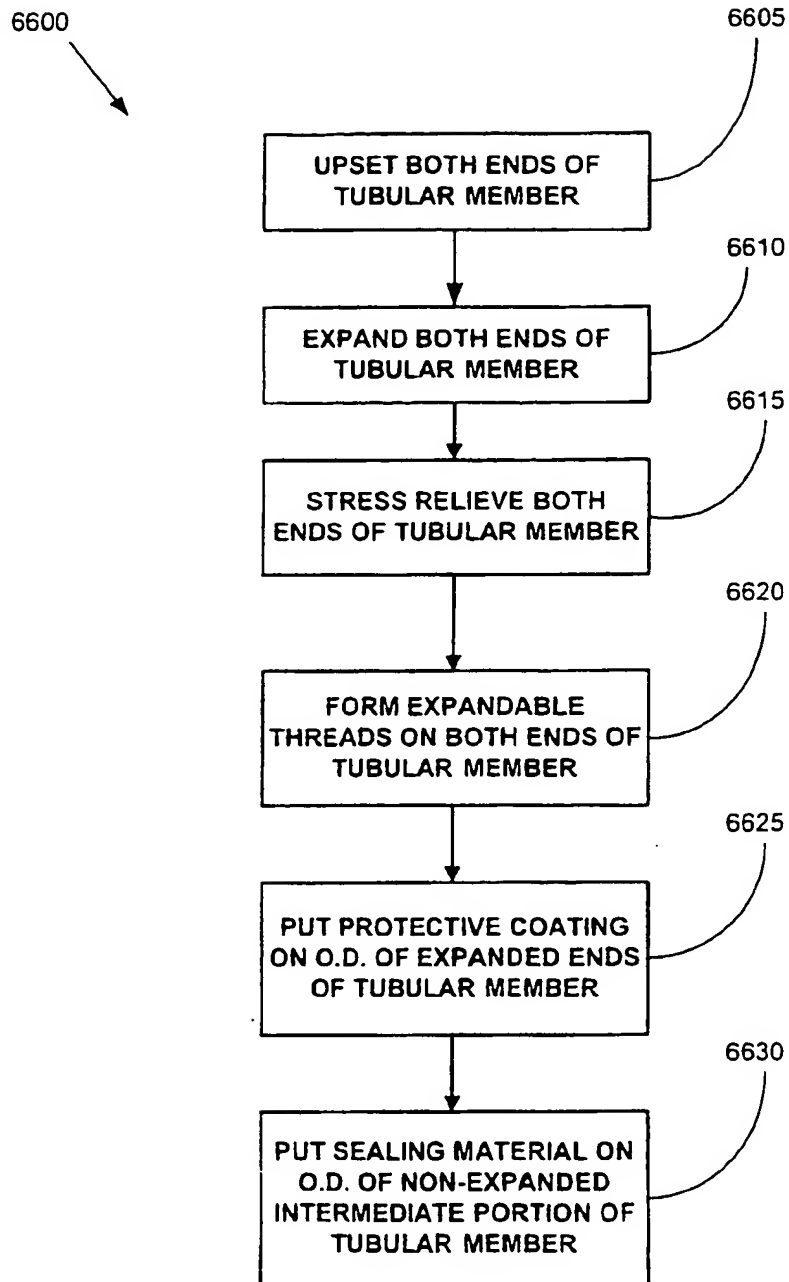 6600
6605
UPSET BOTH ENDS OF
TUBULAR MEMBER
6610
EXPAND BOTH ENDS OF
TUBULAR MEMBER
6615
STRESS RELIEVE BOTH
ENDS OF TUBULAR MEMBER
6620
FORM EXPANDABLE
THREADS ON BOTH ENDS OF
TUBULAR MEMBER
6625
PUT PROTECTIVE COATING
ON O.D. OF EXPANDED ENDS
OF TUBULAR MEMBER
6630
PUT SEALING MATERIAL ON
O.D. OF NON-EXPANDED
INTERMEDIATE PORTION OF
TUBULAR MEMBER